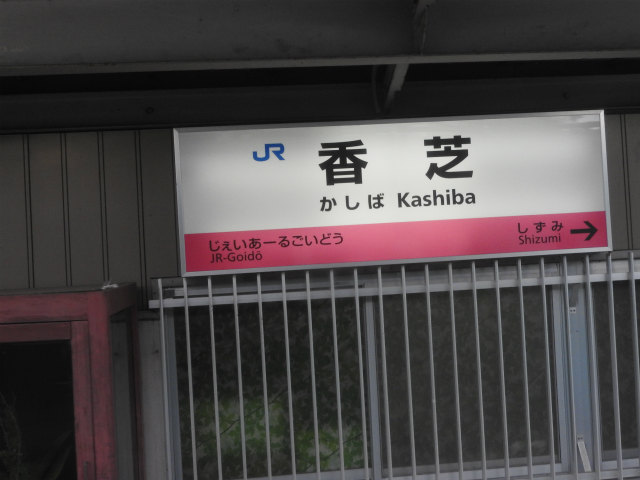 JR 香芝
かしば Kashiba
じぇいあーるごいどう
JR-Goidō
しずみ
Shizumi